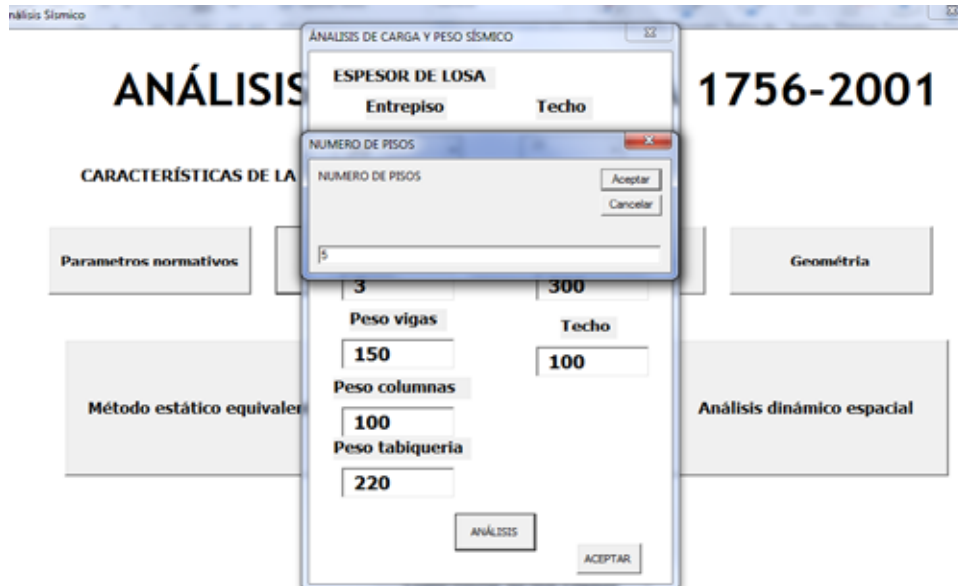 nálisis Sísmico
ÁNALISIS DE CARGA Y PESO SÍSMICO
ANÁLISIS
1756-2001
ESPESOR DE LOSA
Entrepiso
Techo
NUMERO DE PISOS
NUMERO DE PISOS
Aceptar
Cancelar
5
CARACTERÍSTICAS DE LA
Parametros normativos
Geométria
3
300
Peso vigas
Techo
150
100
Peso columnas
100
Peso tabiqueria
220
Método estático equivaler
Análisis dinámico espacial
ANÁLISIS
ACEPTAR